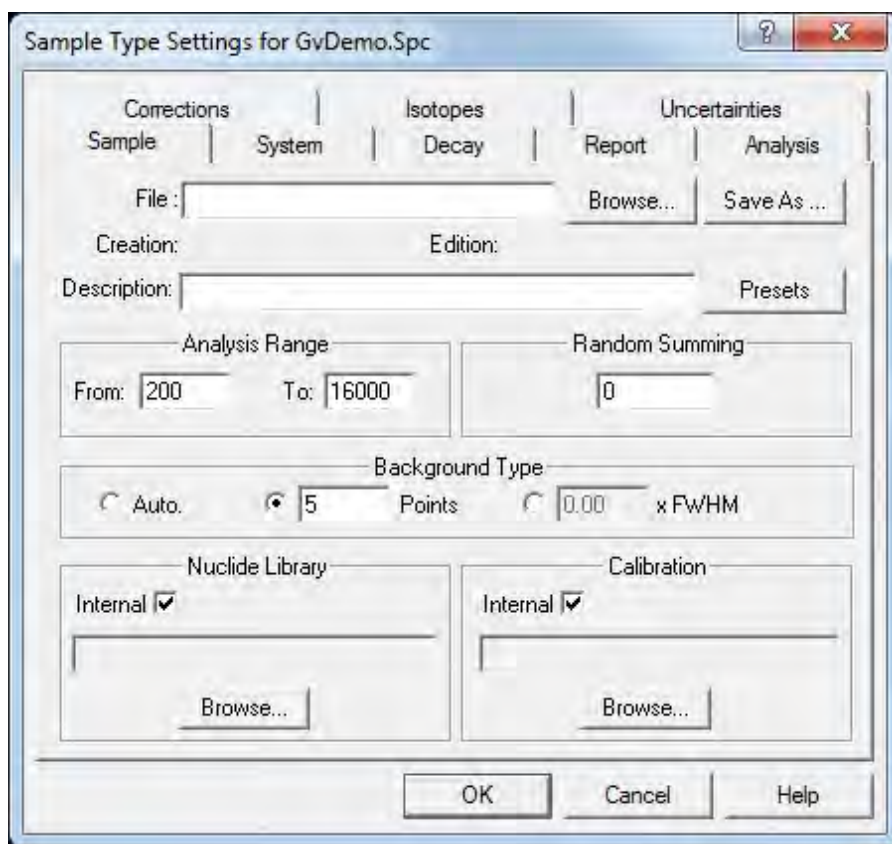 Sample Type Settings for GvDemo.Spc
Corrections Isotopes Uncertainties
Sample System Decay Report Analysis
File : Browse... Save As ...
Creation: Edition:
Description: Presets
Analysis Range Random Summing
From: 200 To: 16000 0
Background Type
Auto. 5 Points 0.00 x FWHM
Nuclide Library Calibration
Internal Internal
Browse... Browse...
OK Cancel Help